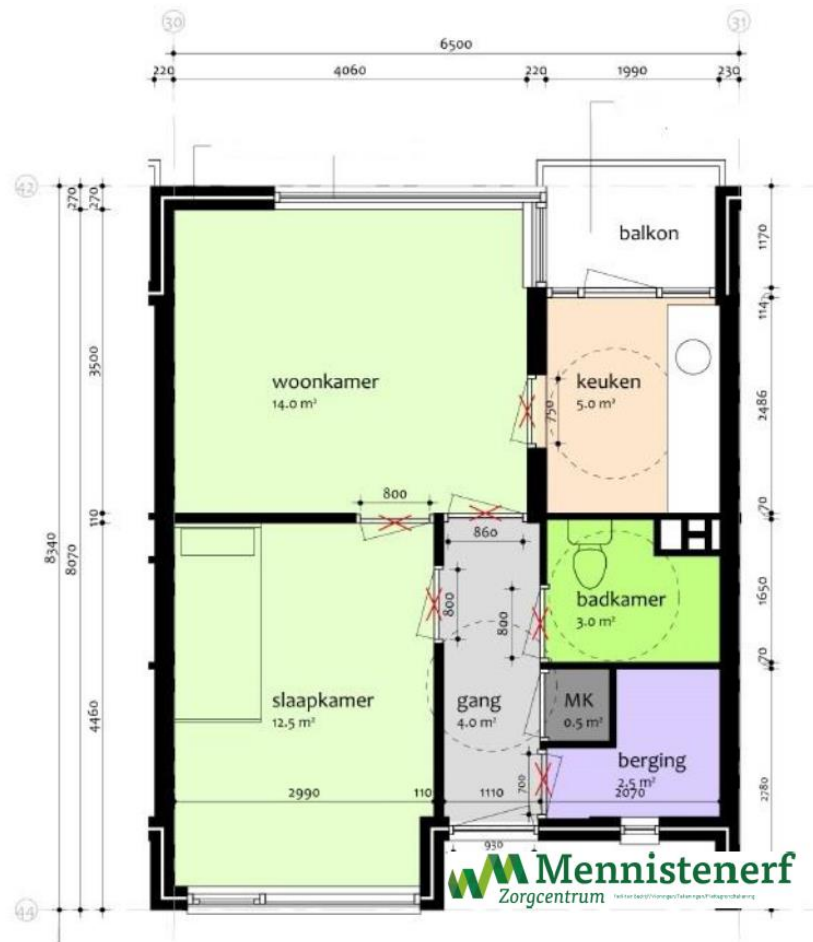 30
31
6500
220
4060
220
1990
230
42
270
270
1170
balkon
114
3500
woonkamer
14.0 m²
keuken
5.0 m²
750
2486
800
110
70
860
8340
8070
800
800
badkamer
3.0 m²
1650
70
slaapkamer
12.5 m²
gang
4.0 m²
MK
0.5 m²
4460
berging
2.5 m²
700
2990
110
1110
2070
2780
930
Mennistenerf
Zorgcentrum
44